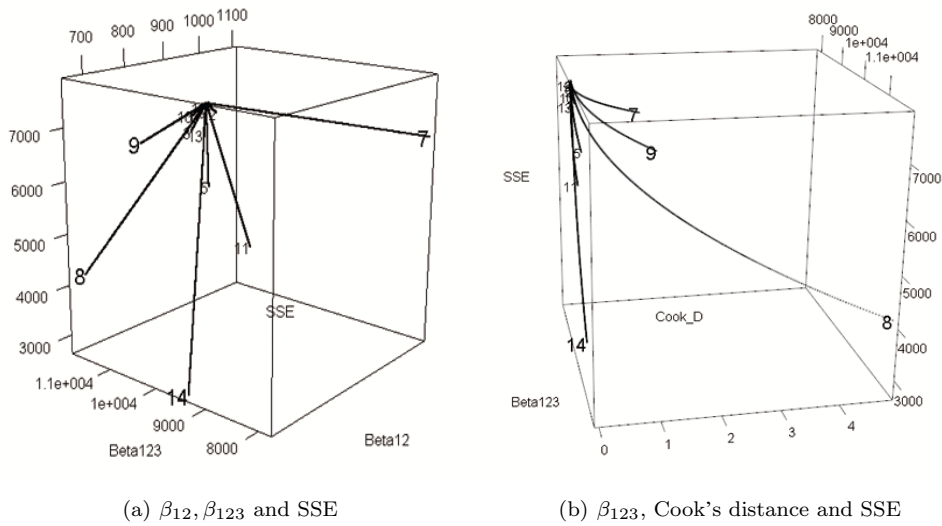 700 800 900 1000 1100
7000
6000
5000
4000
3000
1.1e+004
1e+004
9000
8000
Beta123
Beta12
SSE
7
9
8
13
5
11
14
8000
9000
1e+004
1.1e+004
SSE
7
9
13
11
14
8
Cook_D
Beta123
0 1 2 3 4
7000
6000
5000
4000
3000
(a) β₁₂, β₁₂₃ and SSE
(b) β₁₂₃, Cook's distance and SSE